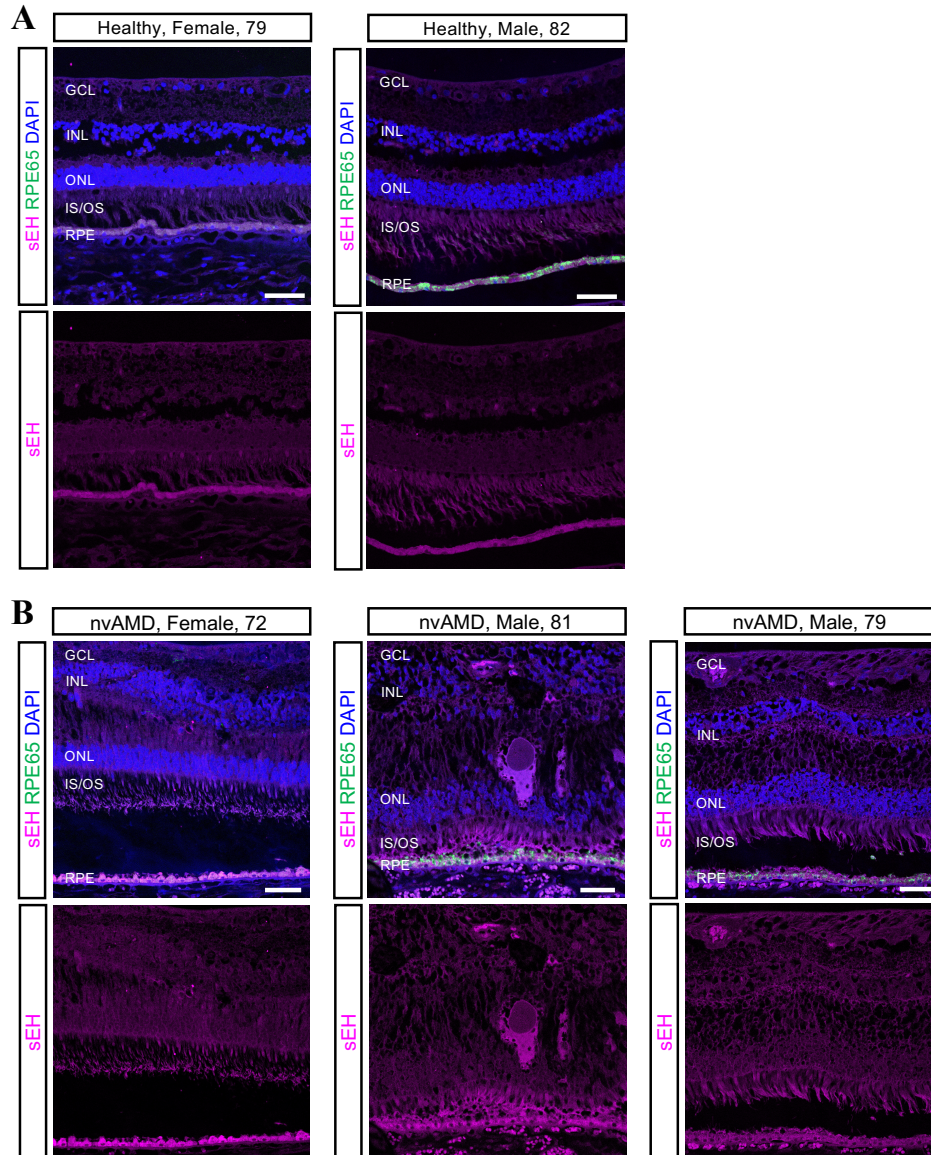 A
Healthy, Female, 79
Healthy, Male, 82
sEH RPE65 DAPI
GCL
INL
ONL
IS/OS
RPE
sEH RPE65 DAPI
GCL
INL
ONL
IS/OS
RPE
sEH
sEH
B
nvAMD, Female, 72
nvAMD, Male, 81
nvAMD, Male, 79
sEH RPE65 DAPI
GCL
INL
ONL
IS/OS
RPE
sEH RPE65 DAPI
GCL
INL
ONL
IS/OS
RPE
sEH RPE65 DAPI
GCL
INL
ONL
IS/OS
RPE
sEH
sEH
sEH